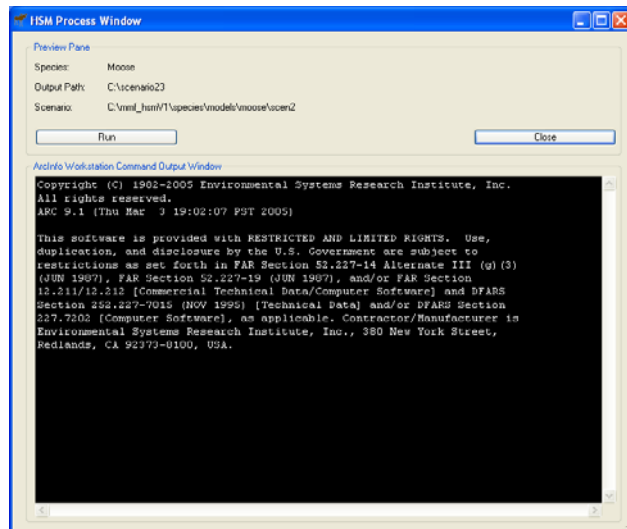 HSM Process Window
Preview Pane
Species: Moose
Output Path: C:\scenario23
Scenario: C:\mml_hsmV1\species\models\moose\scen2
Run Close
ArcInfo Workstation Command Output Window
Copyright (C) 1982-2005 Environmental Systems Research Institute, Inc.
All rights reserved.
ARC 9.1 (Thu Mar 3 19:02:07 PST 2005)
This software is provided with RESTRICTED AND LIMITED RIGHTS. Use,
duplication, and disclosure by the U.S. Government are subject to
restrictions as set forth in FAR Section 52.227-14 Alternate III (g)(3)
(JUN 1987), FAR Section 52.227-19 (JUN 1987), and/or FAR Section
12.211/12.212 [Commercial Technical Data/Computer Software] and DFARS
Section 252.227-7015 (NOV 1995) [Technical Data] and/or DFARS Section
227.7202 [Computer Software], as applicable. Contractor/Manufacturer is
Environmental Systems Research Institute, Inc., 380 New York Street,
Redlands, CA 92373-8100, USA.